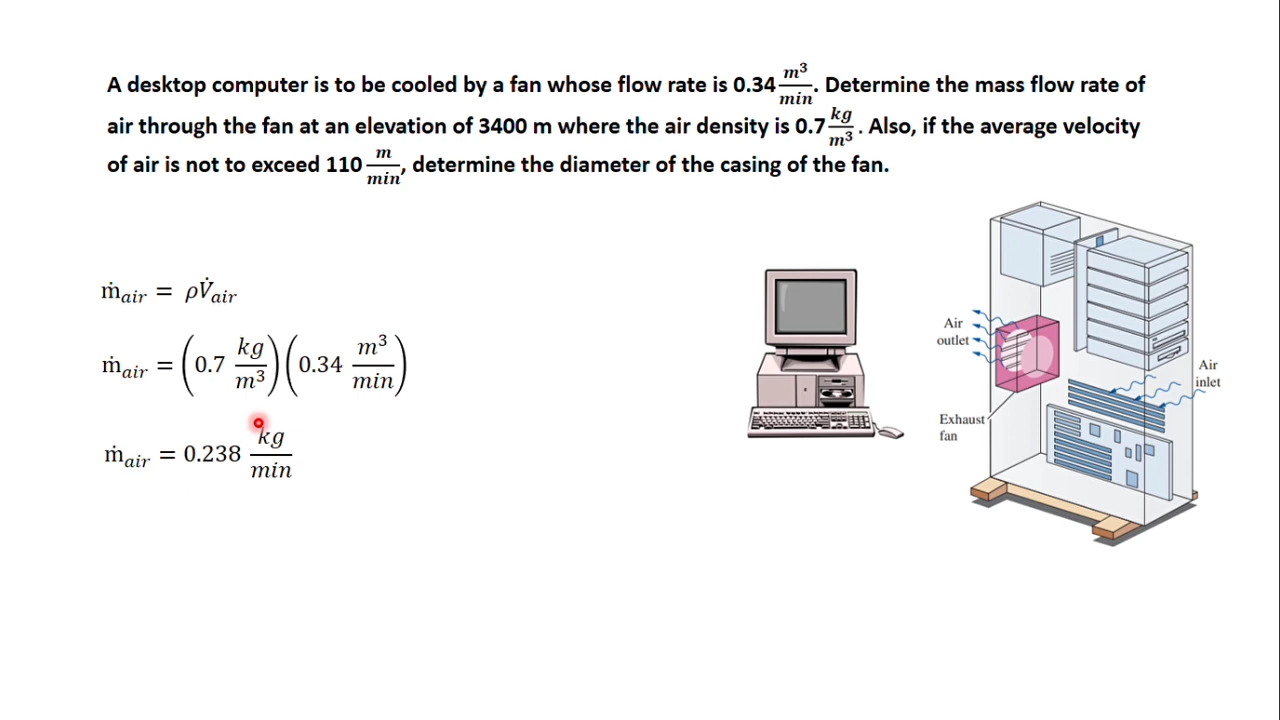 A desktop computer is to be cooled by a fan whose flow rate is 0.34 m³/min. Determine the mass flow rate of
air through the fan at an elevation of 3400 m where the air density is 0.7 kg/m³. Also, if the average velocity
of air is not to exceed 110 m/min, determine the diameter of the casing of the fan.
ṁ_air = ρV̇_air
ṁ_air = (0.7 kg/m³)(0.34 m³/min)
ṁ_air = 0.238 kg/min
Air
outlet
Air
inlet
Exhaust
fan